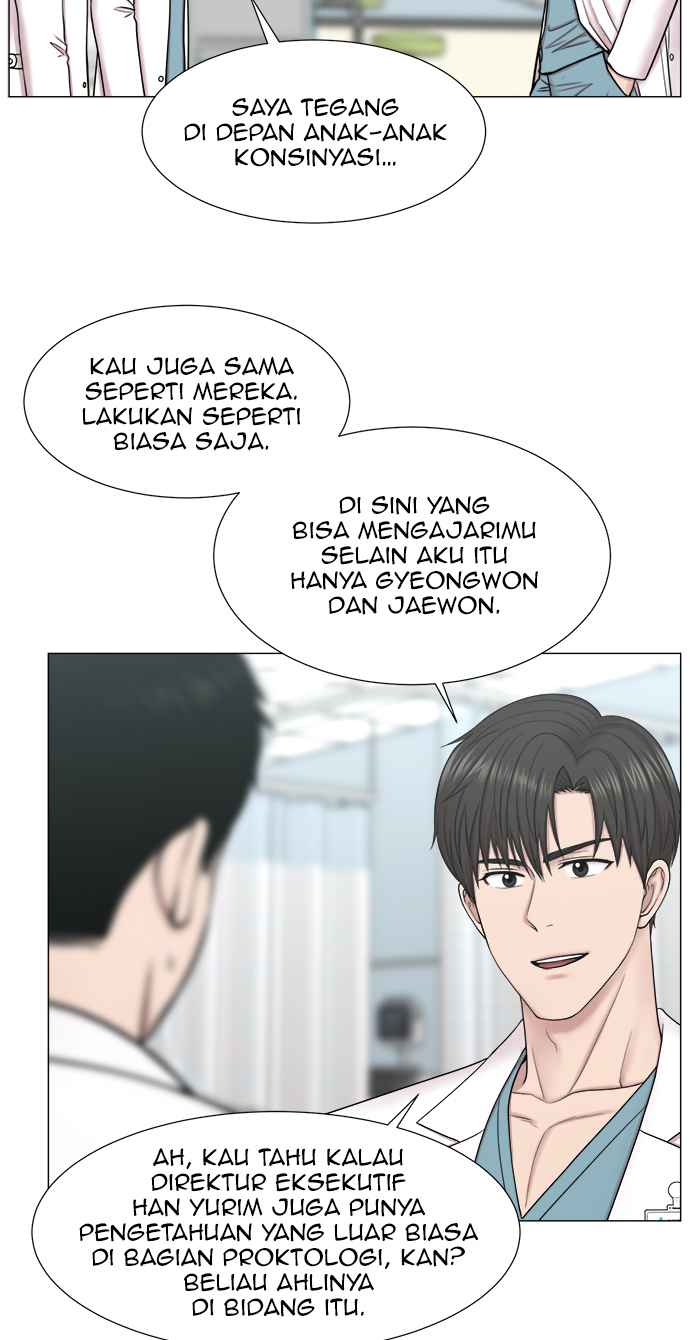 SAYA TEGANG
DI DEPAN ANAK-ANAK
KONSINYASI...
KAU JUGA SAMA
SEPERTI MEREKA.
LAKUKAN SEPERTI
BIASA SAJA.
DI SINI YANG
BISA MENGAJARIMU
SELAIN AKU ITU
HANYA GYEONGWON
DAN JAEWON.
AH, KAU TAHU KALAU
DIREKTUR EKSEKUTIF
HAN YURIM JUGA PUNYA
PENGETAHUAN YANG LUAR BIASA
DI BAGIAN PROKTOLOGI, KAN?
BELIAU AHLINYA
DI BIDANG ITU.